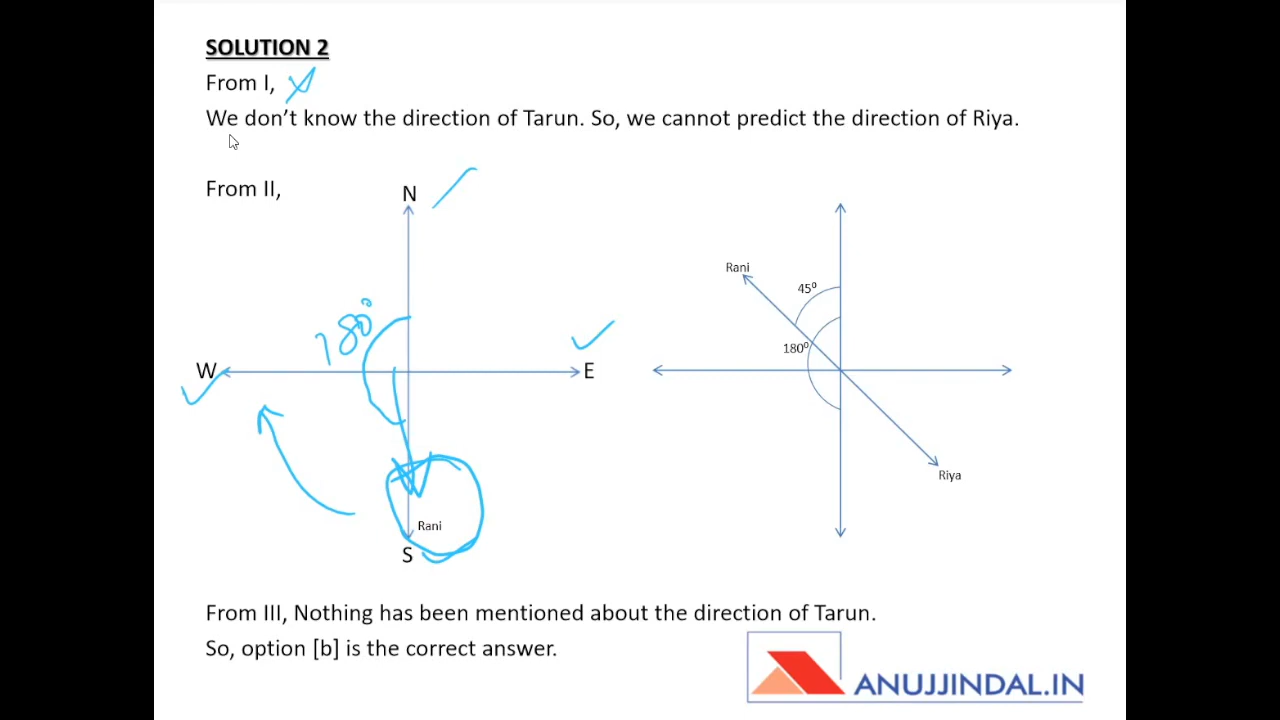 SOLUTION 2
From I,
We don't know the direction of Tarun. So, we cannot predict the direction of Riya.
From II,
N
Rani
45⁰
180°
180⁰
W
E
Riya
Rani
S
From III, Nothing has been mentioned about the direction of Tarun.
So, option [b] is the correct answer.
ANUJJINDAL.IN